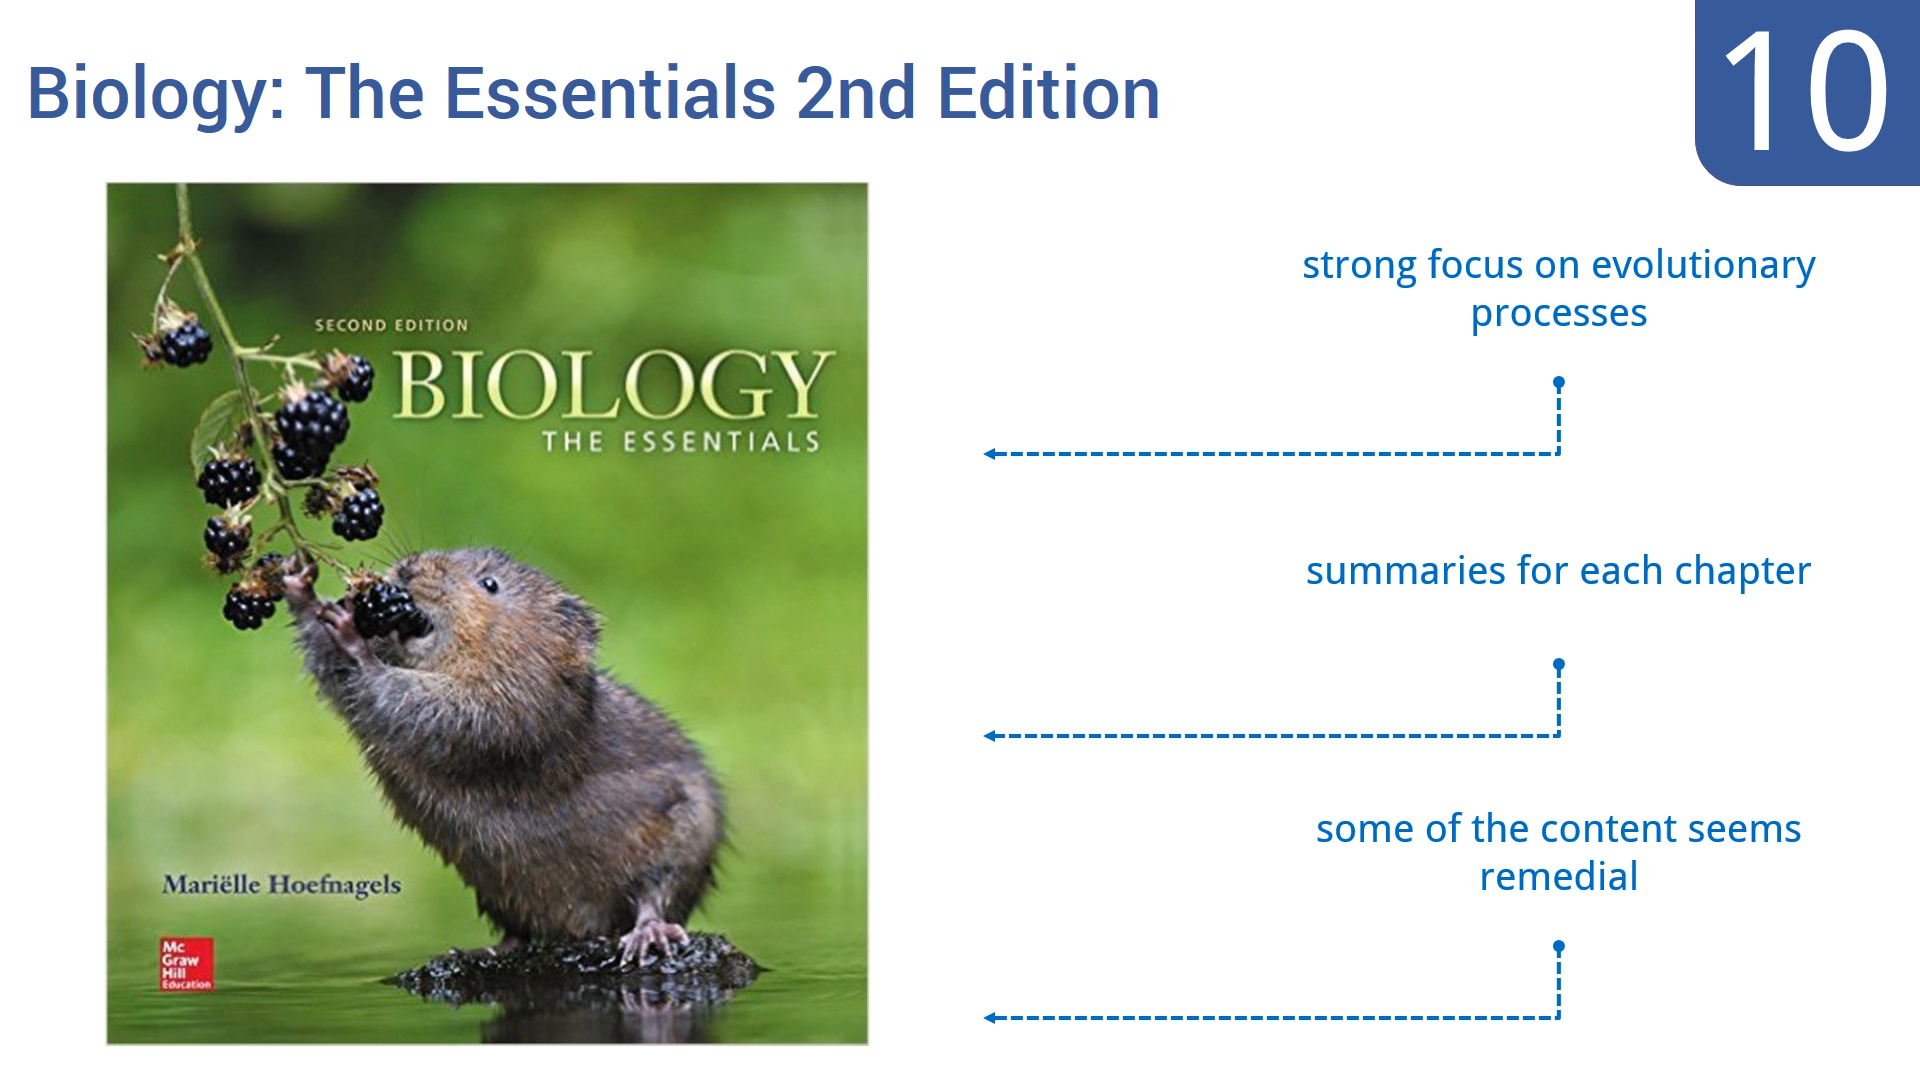 Biology: The Essentials 2nd Edition
10
SECOND EDITION
BIOLOGY
THE ESSENTIALS
Mariëlle Hoefnagels
Mc
Graw
Hill
Education
strong focus on evolutionary
processes
summaries for each chapter
some of the content seems
remedial